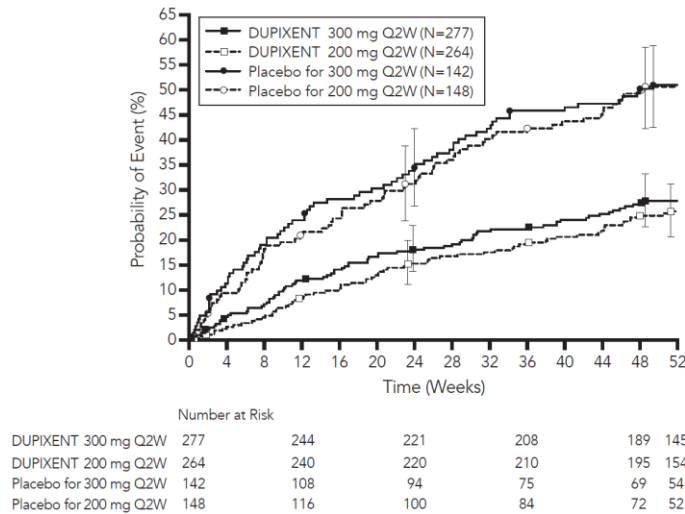 DUPIXENT 300 mg Q2W (N=277)
DUPIXENT 200 mg Q2W (N=264)
Placebo for 300 mg Q2W (N=142)
Placebo for 200 mg Q2W (N=148)
Probability of Event (%)
65
60
55
50
45
40
35
30
25
20
15
10
5
0
0 4 8 12 16 20 24 28 32 36 40 44 48 52
Time (Weeks)
Number at Risk
DUPIXENT 300 mg Q2W 277 244 221 208 189 145
DUPIXENT 200 mg Q2W 264 240 220 210 195 154
Placebo for 300 mg Q2W 142 108 94 75 69 54
Placebo for 200 mg Q2W 148 116 100 84 72 52